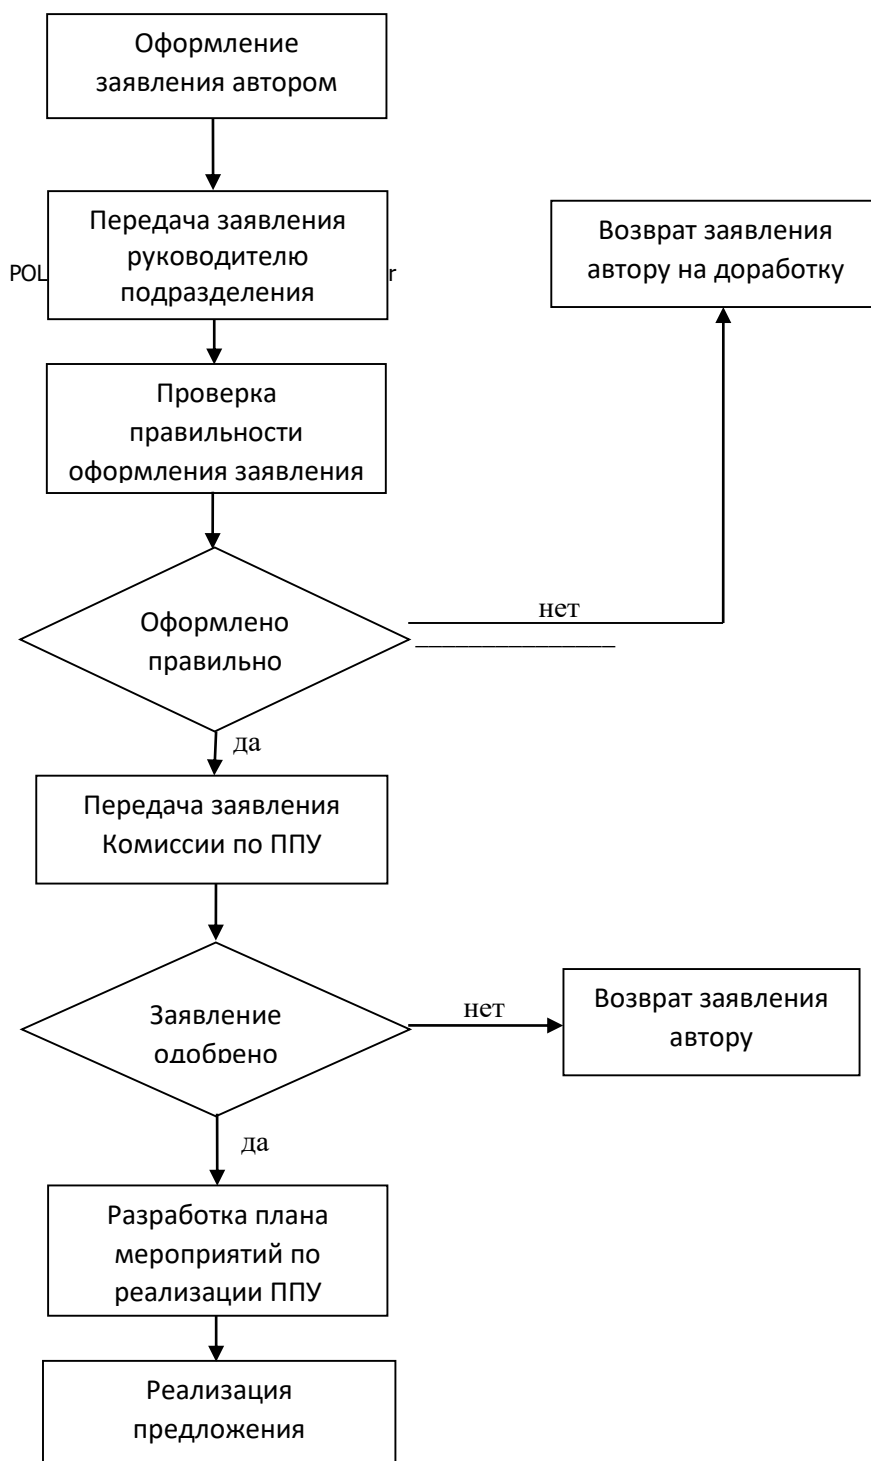 Оформление
заявления автором
Передача заявления
руководителю
подразделения
POL
r
Возврат заявления
автору на доработку
Проверка
правильности
оформления заявления
Оформлено
правильно
нет
_______________
да
Передача заявления
Комиссии по ППУ
Заявление
одобрено
нет
Возврат заявления
автору
да
Разработка плана
мероприятий по
реализации ППУ
Реализация
предложения